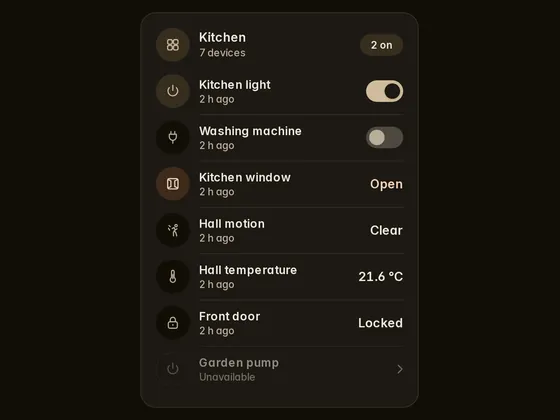 Kitchen
7 devices
2 on
Kitchen light
2 h ago
Washing machine
2 h ago
Kitchen window
2 h ago
Open
Hall motion
2 h ago
Clear
Hall temperature
2 h ago
21.6 °C
Front door
2 h ago
Locked
Garden pump
Unavailable